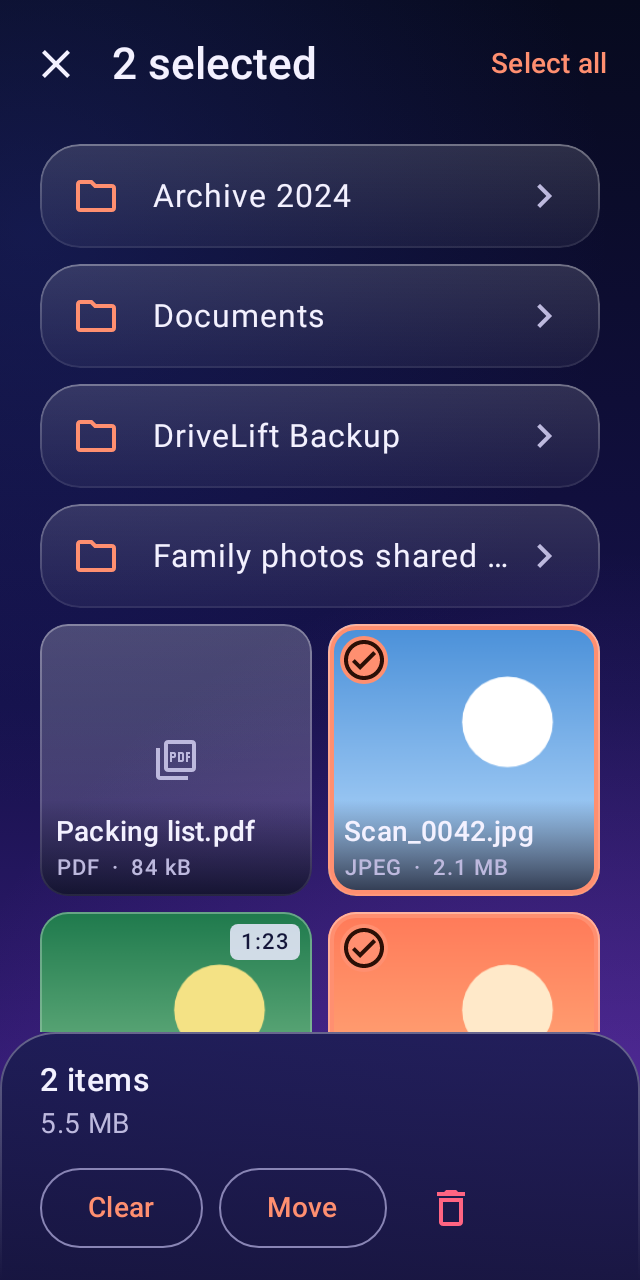 2 selected
Select all
Archive 2024
Documents
DriveLift Backup
Family photos shared …
PDF
Packing list.pdf
PDF · 84 kB
Scan_0042.jpg
JPEG · 2.1 MB
1:23
2 items
5.5 MB
Clear
Move